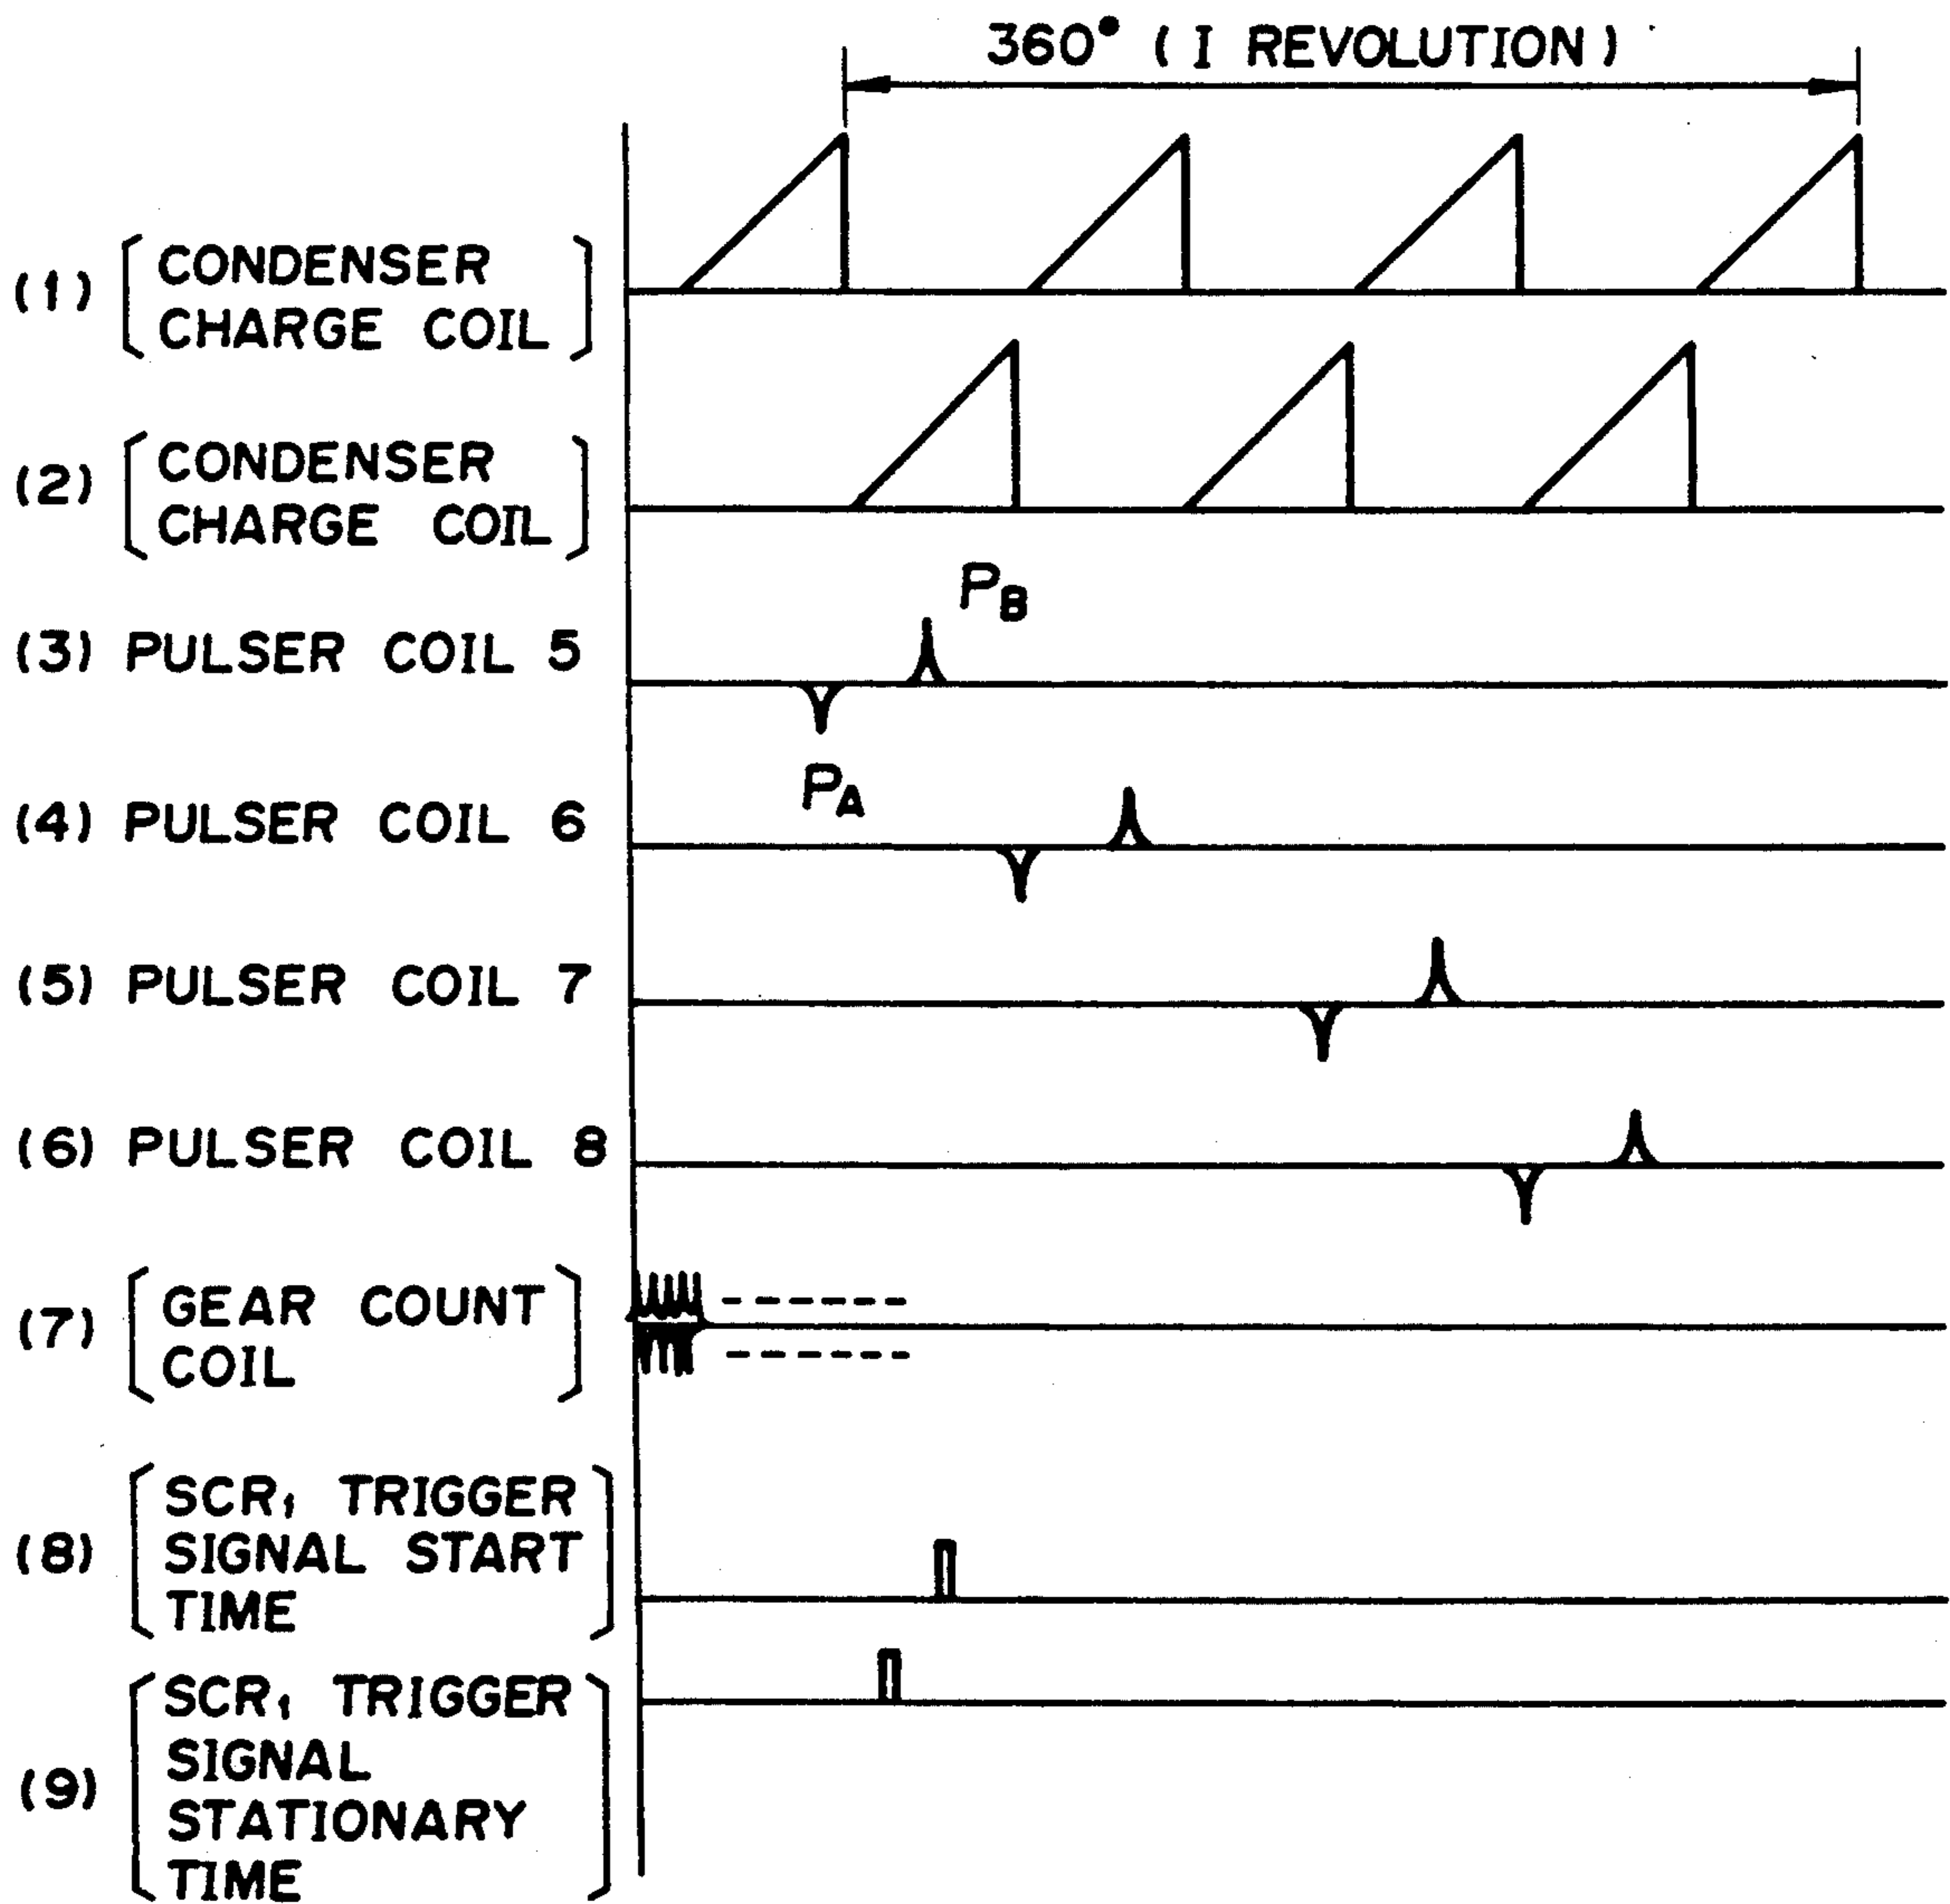 360° ( I REVOLUTION )
(1) [ CONDENSER
CHARGE COIL ]
(2) [ CONDENSER
CHARGE COIL ]
PB
(3) PULSER COIL 5
PA
(4) PULSER COIL 6
(5) PULSER COIL 7
(6) PULSER COIL 8
(7) [ GEAR COUNT
COIL ]
(8) [ SCR₁ TRIGGER
SIGNAL START
TIME ]
(9) [ SCR₁ TRIGGER
SIGNAL
STATIONARY
TIME ]